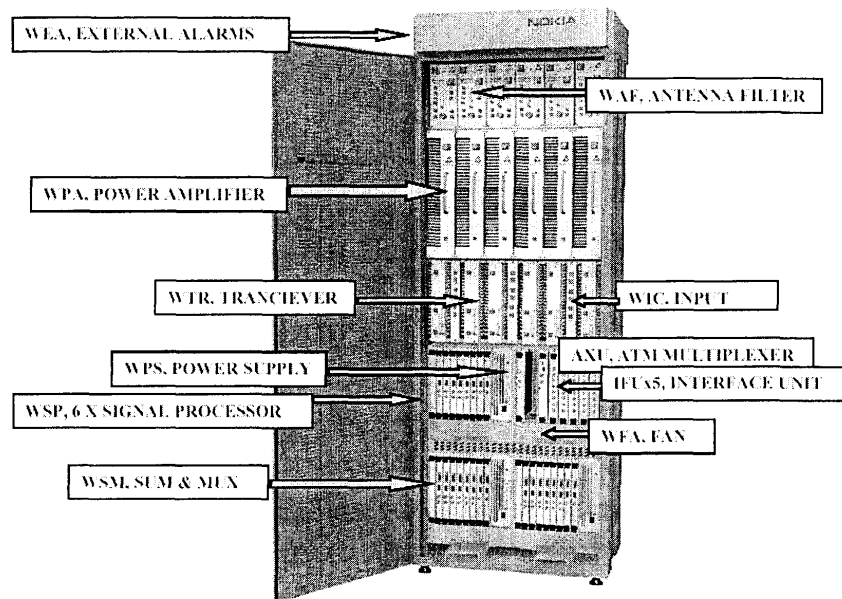 NOKIA
WEA, EXTERNAL ALARMS
WAF, ANTENNA FILTER
WPA, POWER AMPLIFIER
WTR, TRANCIEVER
WIC, INPUT
AXU, ATM MULTIPLEXER
WPS, POWER SUPPLY
IFUx5, INTERFACE UNIT
WSP, 6 X SIGNAL PROCESSOR
WFA, FAN
WSM, SUM & MUX